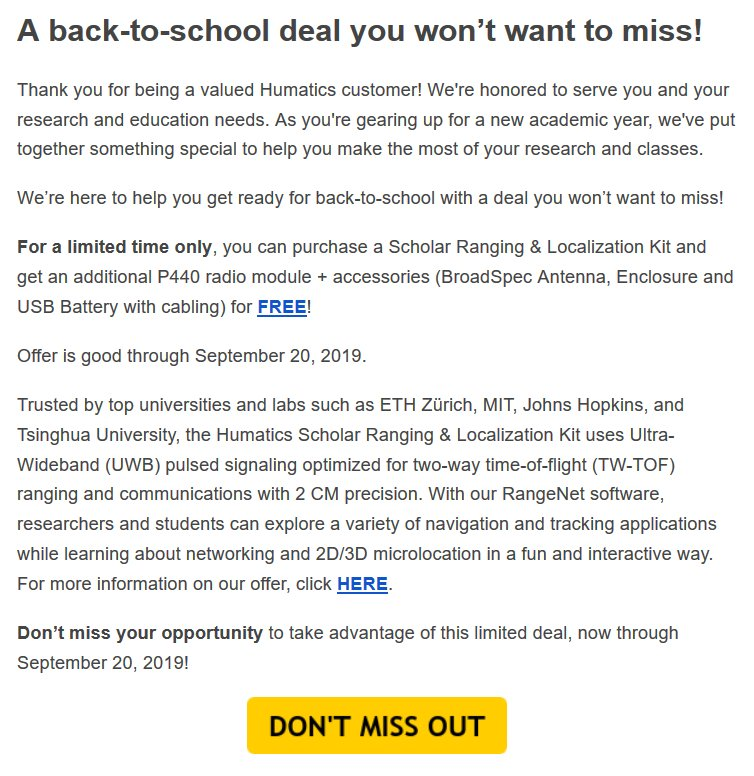 A back-to-school deal you won’t want to miss!
Thank you for being a valued Humatics customer! We're honored to serve you and your
research and education needs. As you're gearing up for a new academic year, we've put
together something special to help you make the most of your research and classes.
We’re here to help you get ready for back-to-school with a deal you won’t want to miss!
For a limited time only, you can purchase a Scholar Ranging & Localization Kit and
get an additional P440 radio module + accessories (BroadSpec Antenna, Enclosure and
USB Battery with cabling) for FREE!
Offer is good through September 20, 2019.
Trusted by top universities and labs such as ETH Zürich, MIT, Johns Hopkins, and
Tsinghua University, the Humatics Scholar Ranging & Localization Kit uses Ultra-
Wideband (UWB) pulsed signaling optimized for two-way time-of-flight (TW-TOF)
ranging and communications with 2 CM precision. With our RangeNet software,
researchers and students can explore a variety of navigation and tracking applications
while learning about networking and 2D/3D microlocation in a fun and interactive way.
For more information on our offer, click HERE.
Don’t miss your opportunity to take advantage of this limited deal, now through
September 20, 2019!
DON'T MISS OUT